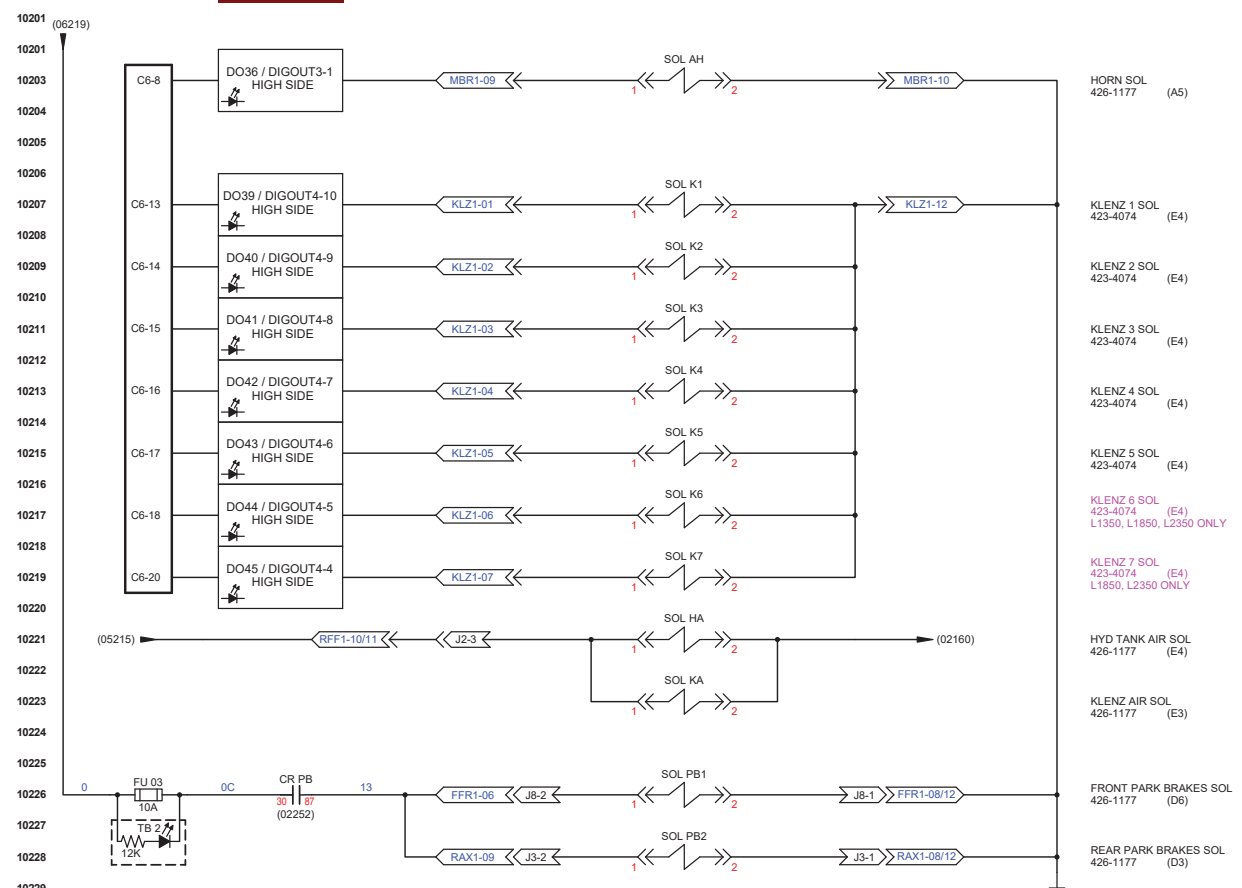 10201
(06219)
10201
SOL AH
C6-8 DO36 / DIGOUT3-1
HIGH SIDE
10203 MBR1-09 1 2 MBR1-10 HORN SOL
426-1177 (A5)
10204
10205
10206
SOL K1
10207 C6-13 DO39 / DIGOUT4-10
HIGH SIDE KLZ1-01 1 2 KLZ1-12 KLENZ 1 SOL
423-4074 (E4)
10208
SOL K2
10209 C6-14 DO40 / DIGOUT4-9
HIGH SIDE KLZ1-02 1 2 KLENZ 2 SOL
423-4074 (E4)
10210
SOL K3
10211 C6-15 DO41 / DIGOUT4-8
HIGH SIDE KLZ1-03 1 2 KLENZ 3 SOL
423-4074 (E4)
10212
SOL K4
10213 C6-16 DO42 / DIGOUT4-7
HIGH SIDE KLZ1-04 1 2 KLENZ 4 SOL
423-4074 (E4)
10214
SOL K5
10215 C6-17 DO43 / DIGOUT4-6
HIGH SIDE KLZ1-05 1 2 KLENZ 5 SOL
423-4074 (E4)
10216
SOL K6
10217 C6-18 DO44 / DIGOUT4-5
HIGH SIDE KLZ1-06 1 2 KLENZ 6 SOL
423-4074 (E4)
L1350, L1850, L2350 ONLY
10218
SOL K7
10219 C6-20 DO45 / DIGOUT4-4
HIGH SIDE KLZ1-07 1 2 KLENZ 7 SOL
423-4074 (E4)
L1850, L2350 ONLY
10220
SOL HA
10221 (05215) RFF1-10/11 J2-3 1 2 (02160) HYD TANK AIR SOL
426-1177 (E4)
10222
SOL KA
10223 1 2 KLENZ AIR SOL
426-1177 (E3)
10224
10225
FU 03 CR PB SOL PB1
10226 0 10A 0C 30 87 13 FFR1-06 J8-2 1 2 J8-1 FFR1-08/12 FRONT PARK BRAKES SOL
(02252) 426-1177 (D6)
10227
TB 2 SOL PB2
10228 12K RAX1-09 J3-2 1 2 J3-1 RAX1-08/12 REAR PARK BRAKES SOL
426-1177 (D3)
10229